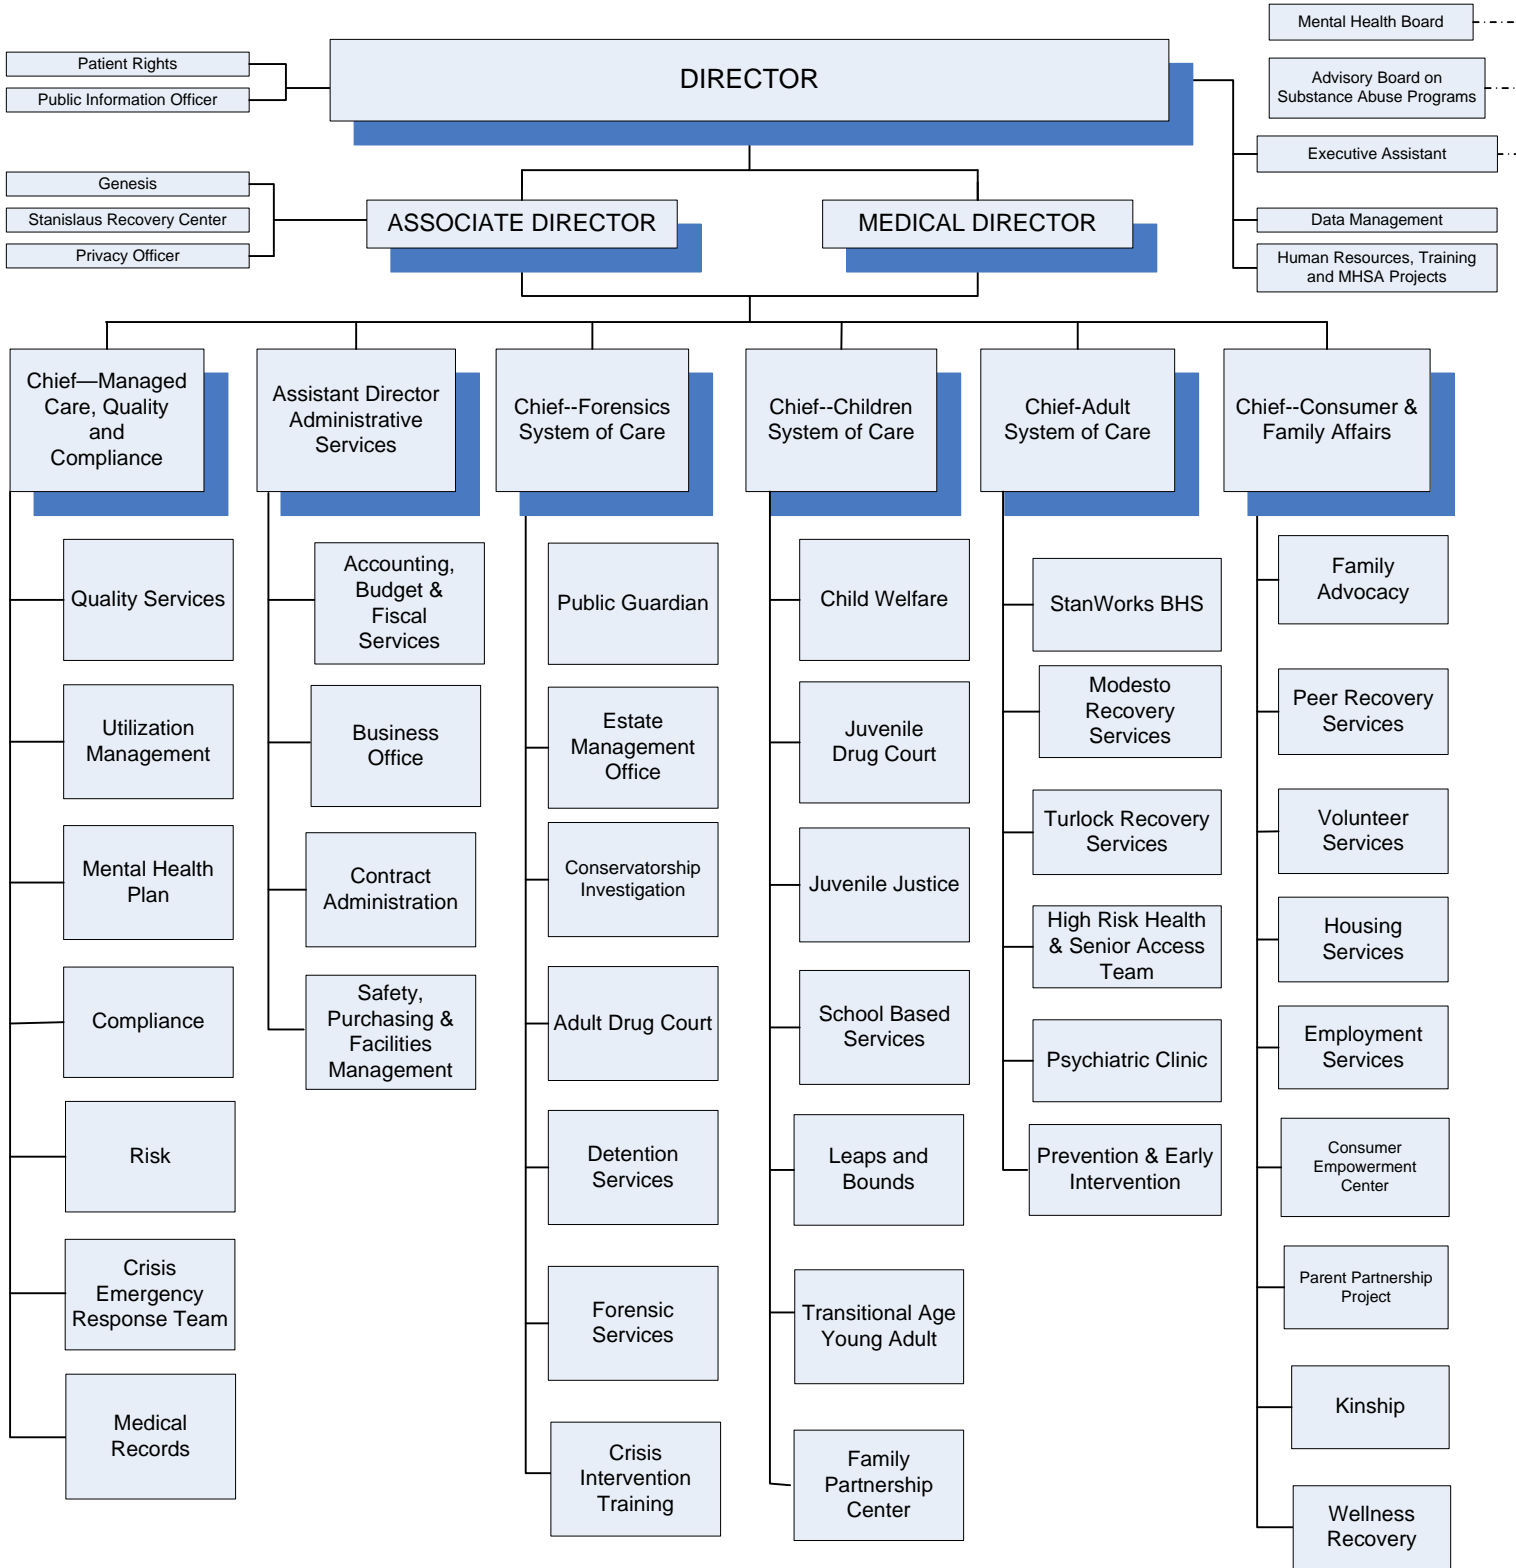 Mental Health Board
Patient Rights
Public Information Officer
DIRECTOR
Advisory Board on
Substance Abuse Programs
Executive Assistant
Genesis
Stanislaus Recovery Center
Privacy Officer
ASSOCIATE DIRECTOR
MEDICAL DIRECTOR
Data Management
Human Resources, Training
and MHSA Projects
Chief—Managed
Care, Quality
and
Compliance
Assistant Director
Administrative
Services
Chief--Forensics
System of Care
Chief--Children
System of Care
Chief-Adult
System of Care
Chief--Consumer &
Family Affairs
Quality Services
Utilization
Management
Mental Health
Plan
Compliance
Risk
Crisis
Emergency
Response Team
Medical
Records
Accounting,
Budget &
Fiscal
Services
Business
Office
Contract
Administration
Safety,
Purchasing &
Facilities
Management
Public Guardian
Estate
Management
Office
Conservatorship
Investigation
Adult Drug Court
Detention
Services
Forensic
Services
Crisis
Intervention
Training
Child Welfare
Juvenile
Drug Court
Juvenile Justice
School Based
Services
Leaps and
Bounds
Transitional Age
Young Adult
Family
Partnership
Center
StanWorks BHS
Modesto
Recovery
Services
Turlock Recovery
Services
High Risk Health
& Senior Access
Team
Psychiatric Clinic
Prevention & Early
Intervention
Family
Advocacy
Peer Recovery
Services
Volunteer
Services
Housing
Services
Employment
Services
Consumer
Empowerment
Center
Parent Partnership
Project
Kinship
Wellness
Recovery